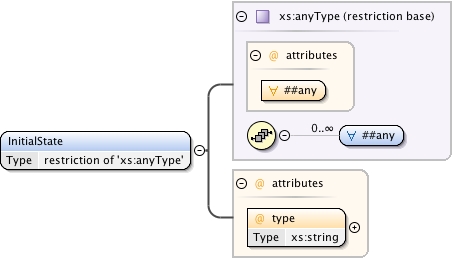 xs:anyType (restriction base)
@ attributes
∀ ##any
0..∞
∀ ##any
InitialState
Type restriction of 'xs:anyType'
@ attributes
@ type
Type xs:string